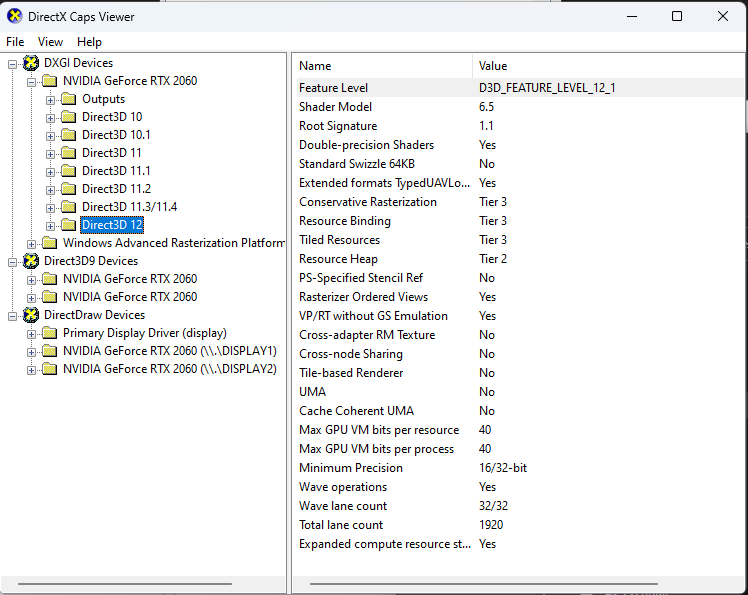 DirectX Caps Viewer
File View Help
DXGI Devices
NVIDIA GeForce RTX 2060
Outputs
Direct3D 10
Direct3D 10.1
Direct3D 11
Direct3D 11.1
Direct3D 11.2
Direct3D 11.3/11.4
Direct3D 12
Windows Advanced Rasterization Platform
Direct3D9 Devices
NVIDIA GeForce RTX 2060
NVIDIA GeForce RTX 2060
DirectDraw Devices
Primary Display Driver (display)
NVIDIA GeForce RTX 2060 (\\.\DISPLAY1)
NVIDIA GeForce RTX 2060 (\\.\DISPLAY2)
Name Value
Feature Level D3D_FEATURE_LEVEL_12_1
Shader Model 6.5
Root Signature 1.1
Double-precision Shaders Yes
Standard Swizzle 64KB No
Extended formats TypedUAVLo... Yes
Conservative Rasterization Tier 3
Resource Binding Tier 3
Tiled Resources Tier 3
Resource Heap Tier 2
PS-Specified Stencil Ref No
Rasterizer Ordered Views Yes
VP/RT without GS Emulation Yes
Cross-adapter RM Texture No
Cross-node Sharing No
Tile-based Renderer No
UMA No
Cache Coherent UMA No
Max GPU VM bits per resource 40
Max GPU VM bits per process 40
Minimum Precision 16/32-bit
Wave operations Yes
Wave lane count 32/32
Total lane count 1920
Expanded compute resource st... Yes